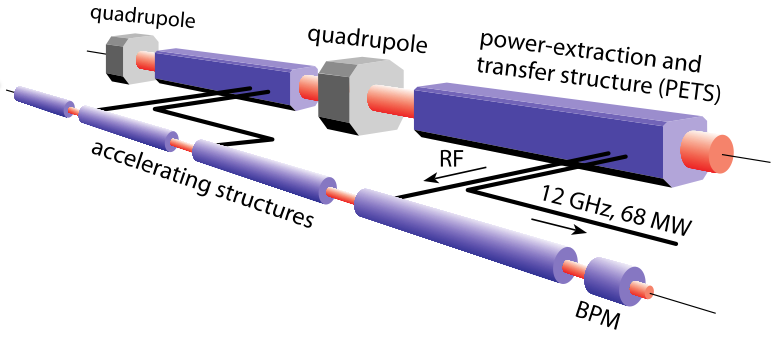 quadrupole
quadrupole
power-extraction and
transfer structure (PETS)
RF
accelerating structures
12 GHz, 68 MW
BPM